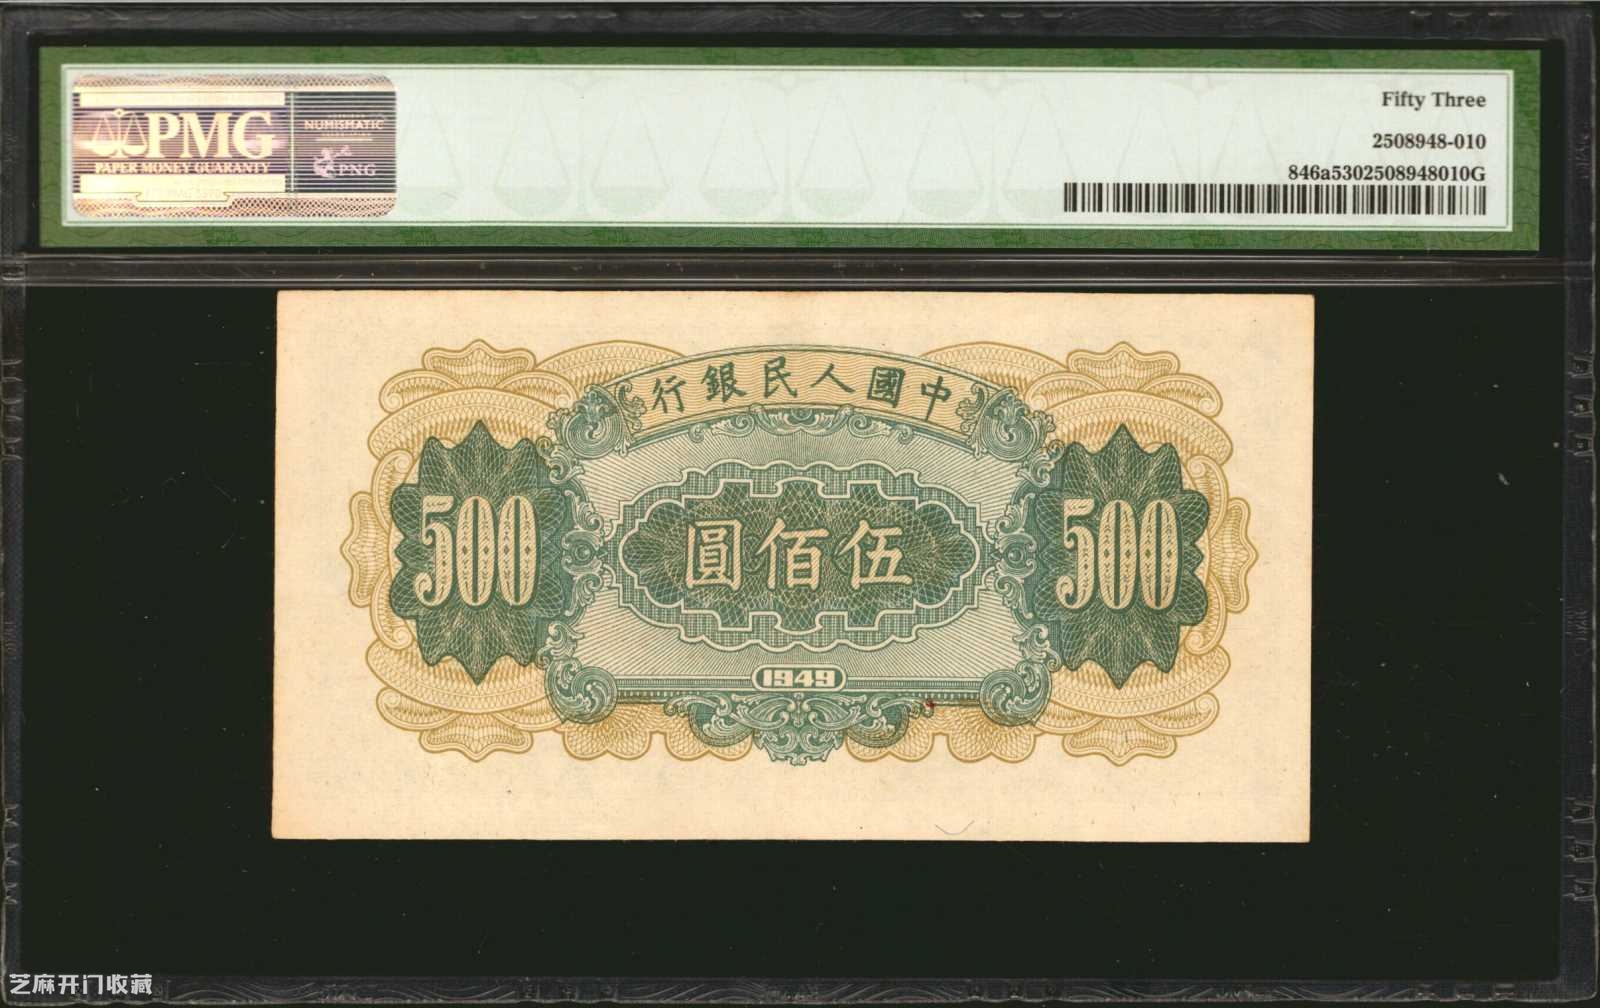 PMG
PAPER MONEY GUARANTY
NUMISMATIC
PNG
Fifty Three
2508948-010
846a5302508948010G
行銀民人國中
500
圓佰伍
500
1949
芝麻开门收藏